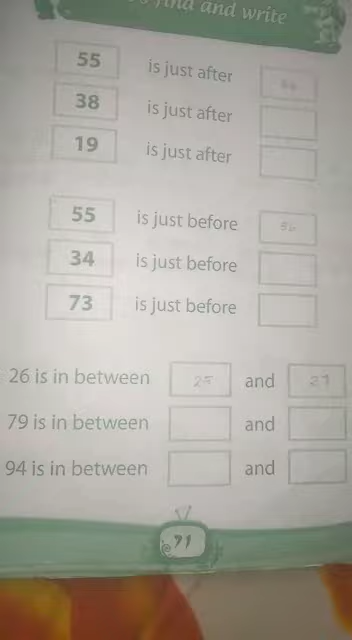 find and write
55 is just after
38 is just after
19 is just after
55 is just before 56
34 is just before
73 is just before
26 is in between 25 and 27
79 is in between and
94 is in between and
71